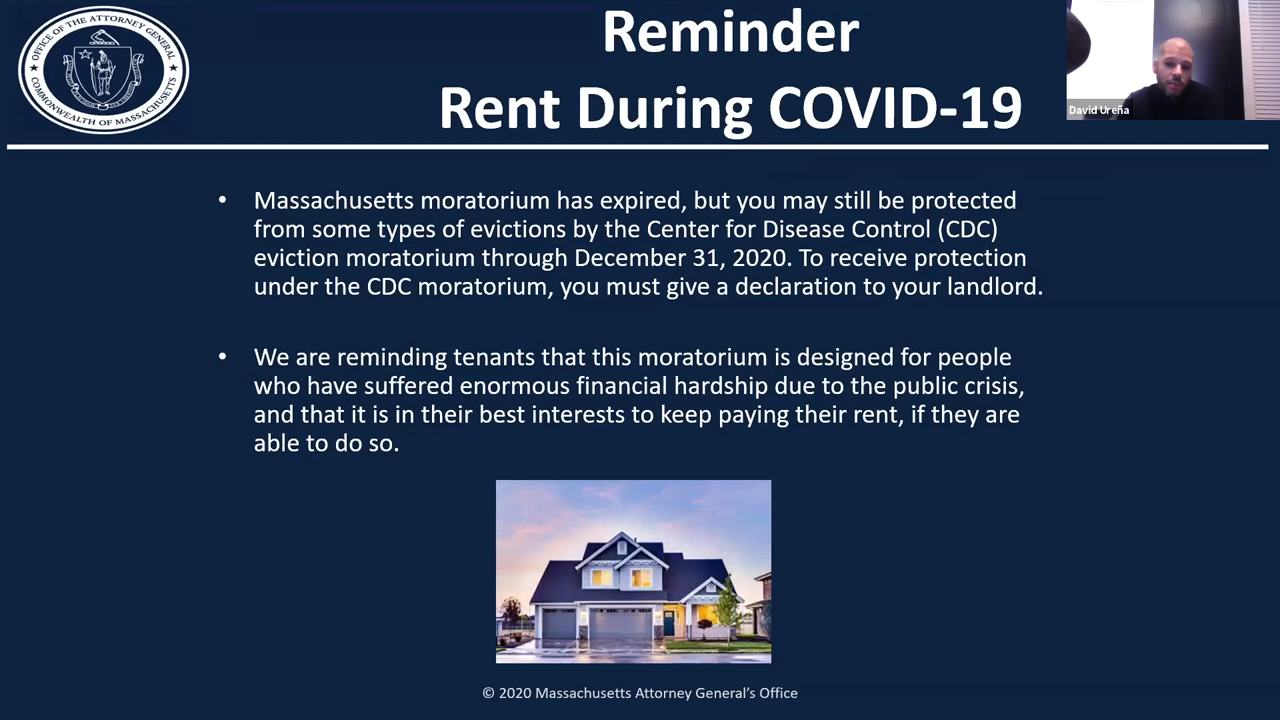 OFFICE OF THE ATTORNEY GENERAL
COMMONWEALTH OF MASSACHUSETTS
Reminder
Rent During COVID-19
David Ureña
• Massachusetts moratorium has expired, but you may still be protected
from some types of evictions by the Center for Disease Control (CDC)
eviction moratorium through December 31, 2020. To receive protection
under the CDC moratorium, you must give a declaration to your landlord.
• We are reminding tenants that this moratorium is designed for people
who have suffered enormous financial hardship due to the public crisis,
and that it is in their best interests to keep paying their rent, if they are
able to do so.
© 2020 Massachusetts Attorney General’s Office